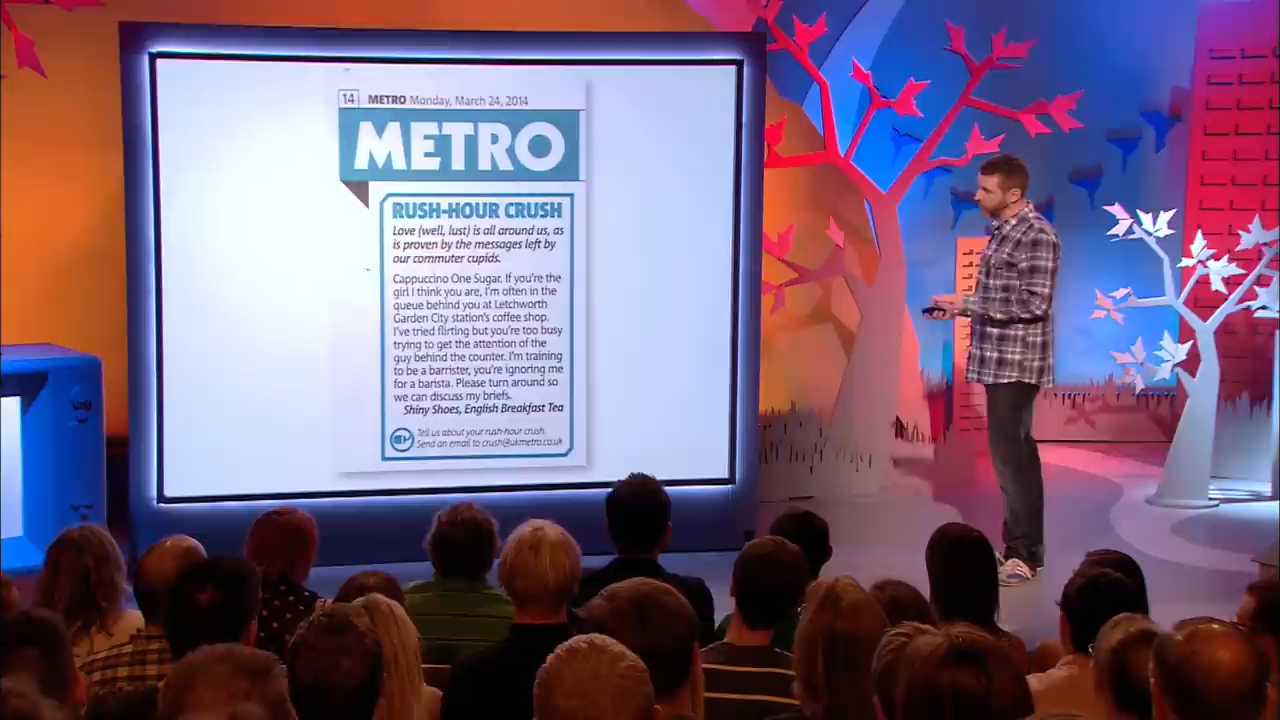 14 METRO Monday, March 24, 2014
METRO
RUSH-HOUR CRUSH
Love (well, lust) is all around us, as
is proven by the messages left by
our commuter cupids.
Cappuccino One Sugar. If you're the
girl I think you are, I'm often in the
queue behind you at Letchworth
Garden City station's coffee shop.
I've tried flirting but you're too busy
trying to get the attention of the
guy behind the counter. I'm training
to be a barrister, you're ignoring me
for a barista. Please turn around so
we can discuss my briefs.
Shiny Shoes, English Breakfast Tea
Tell us about your rush-hour crush.
Send an email to crush@ukmetro.co.uk